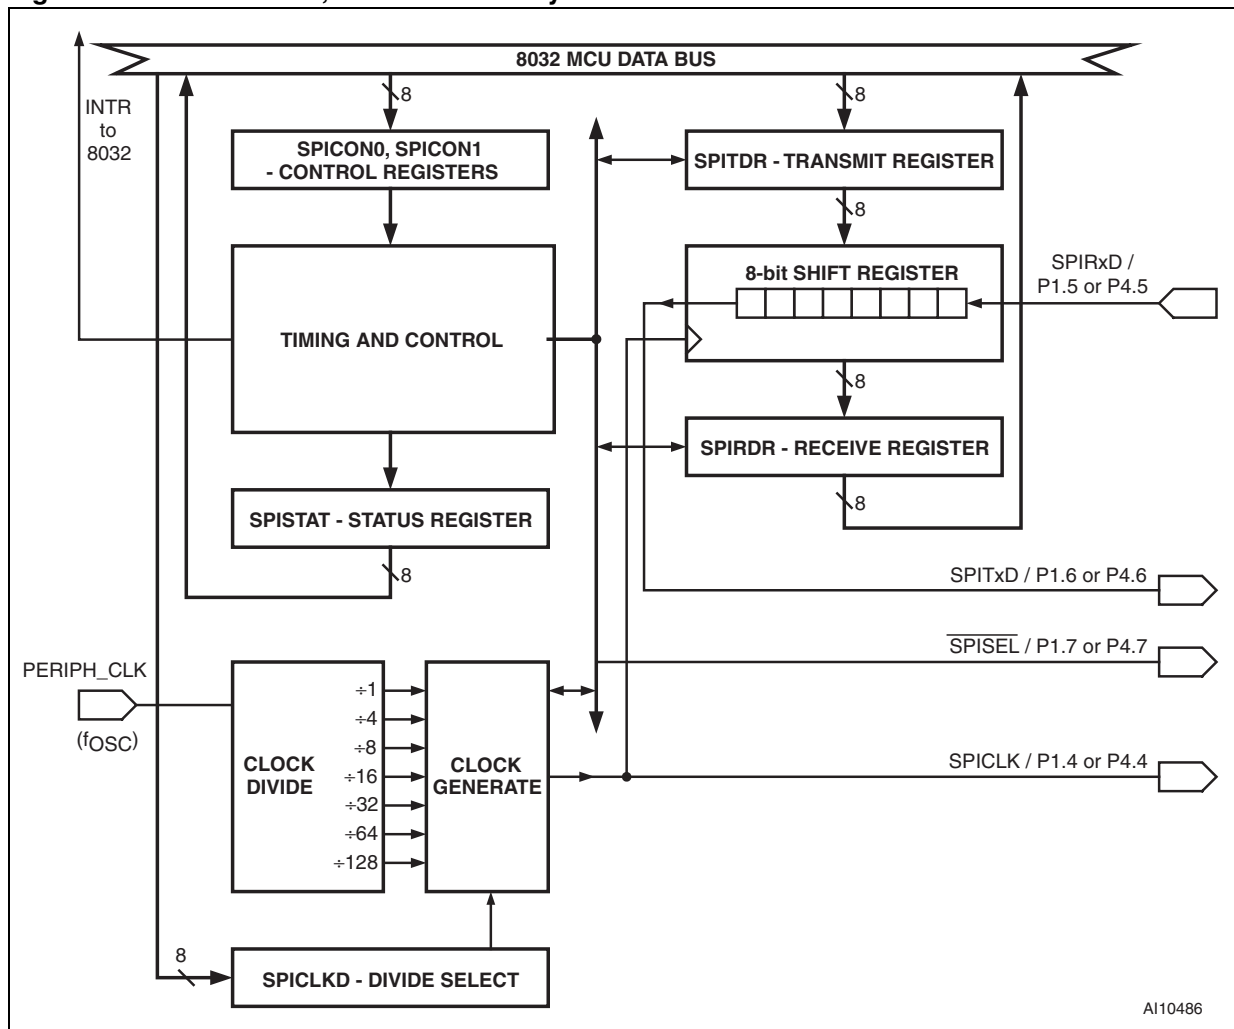 8032 MCU DATA BUS
INTR
to
8032
8
8
SPICON0, SPICON1
- CONTROL REGISTERS
SPITDR - TRANSMIT REGISTER
8
8-bit SHIFT REGISTER
SPIRxD /
P1.5 or P4.5
TIMING AND CONTROL
8
SPIRDR - RECEIVE REGISTER
8
SPISTAT - STATUS REGISTER
8
SPITxD / P1.6 or P4.6
SPISEL / P1.7 or P4.7
PERIPH_CLK
(fOSC)
÷1
÷4
÷8
÷16
÷32
÷64
÷128
CLOCK
DIVIDE
CLOCK
GENERATE
SPICLK / P1.4 or P4.4
8
SPICLKD - DIVIDE SELECT
AI10486